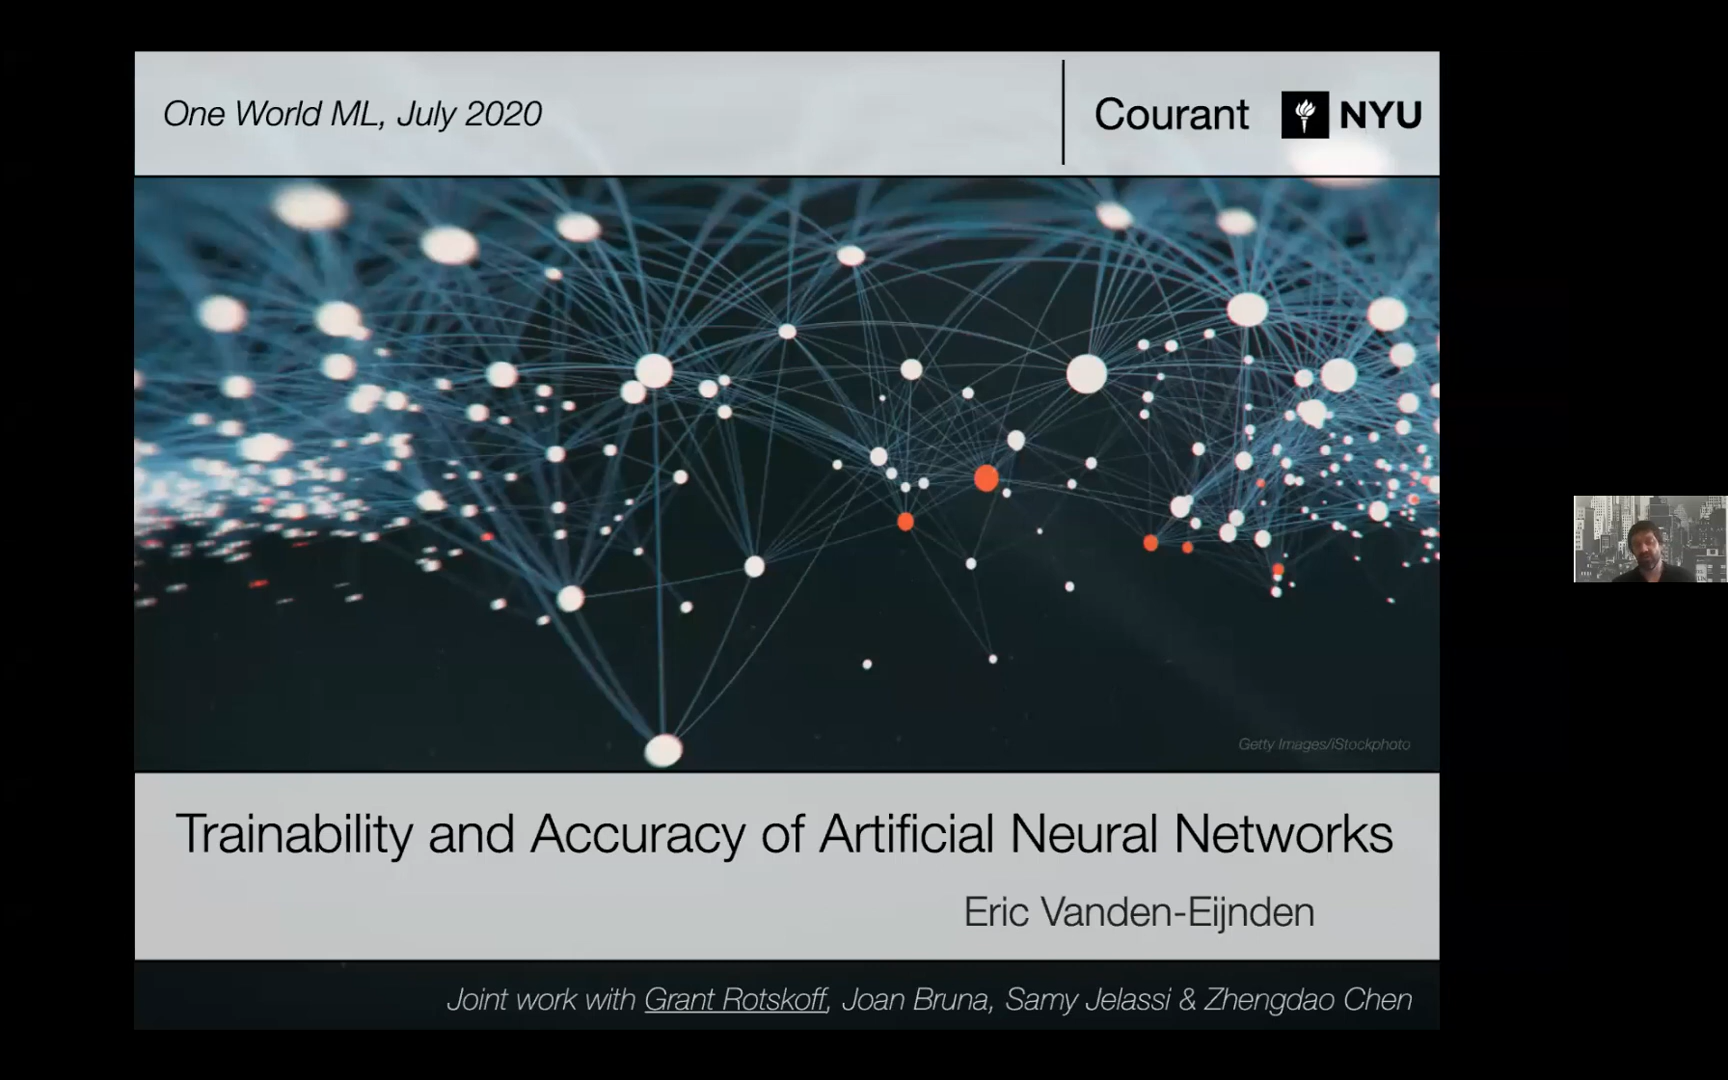 One World ML, July 2020
Courant NYU
Getty Images/iStockphoto
Trainability and Accuracy of Artificial Neural Networks
Eric Vanden-Eijnden
Joint work with Grant Rotskoff, Joan Bruna, Samy Jelassi & Zhengdao Chen